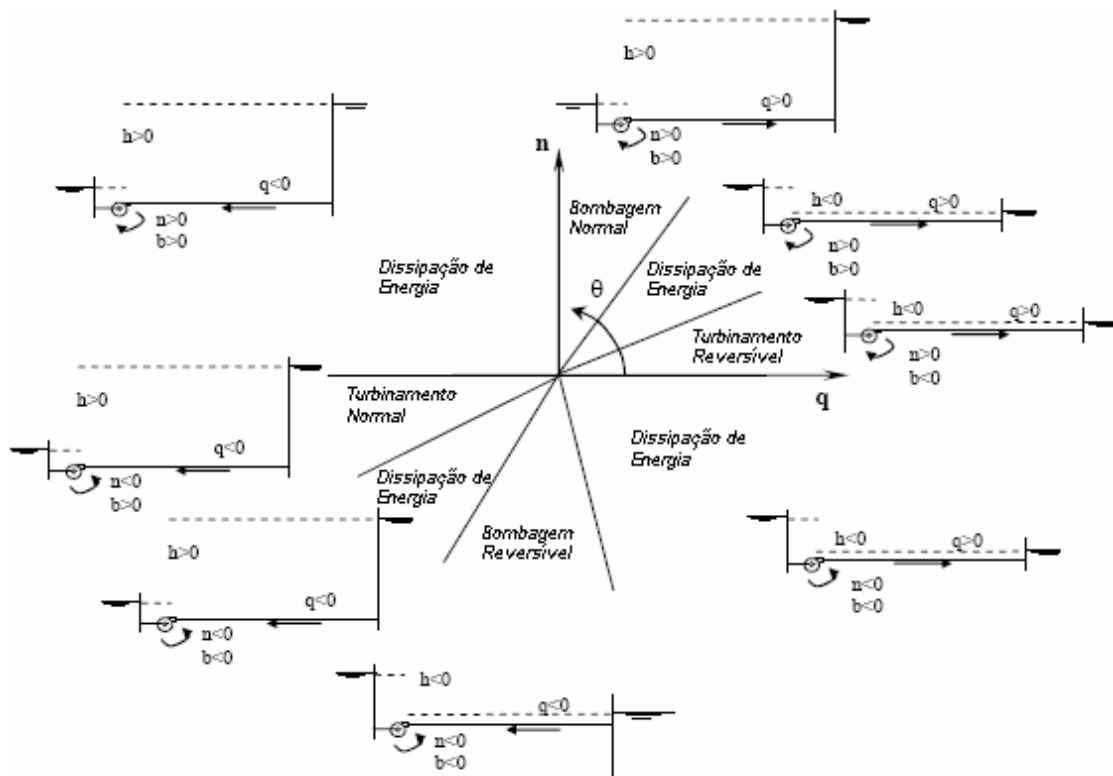 h>0
q>0
n>0
b>0
h>0
q<0
n>0
b>0
n
Bombagem
Normal
h<0
q>0
n>0
b>0
Dissipação de
Energia
θ
Dissipação de
Energia
h<0
q>0
n>0
b<0
Turbinamento
Reversível
q
h>0
q<0
n<0
b>0
Turbinamento
Normal
Dissipação de
Energia
Dissipação de
Energia
Bombagem
Reversível
h>0
q<0
n<0
b<0
h<0
q>0
n<0
b<0
h<0
q<0
n<0
b<0